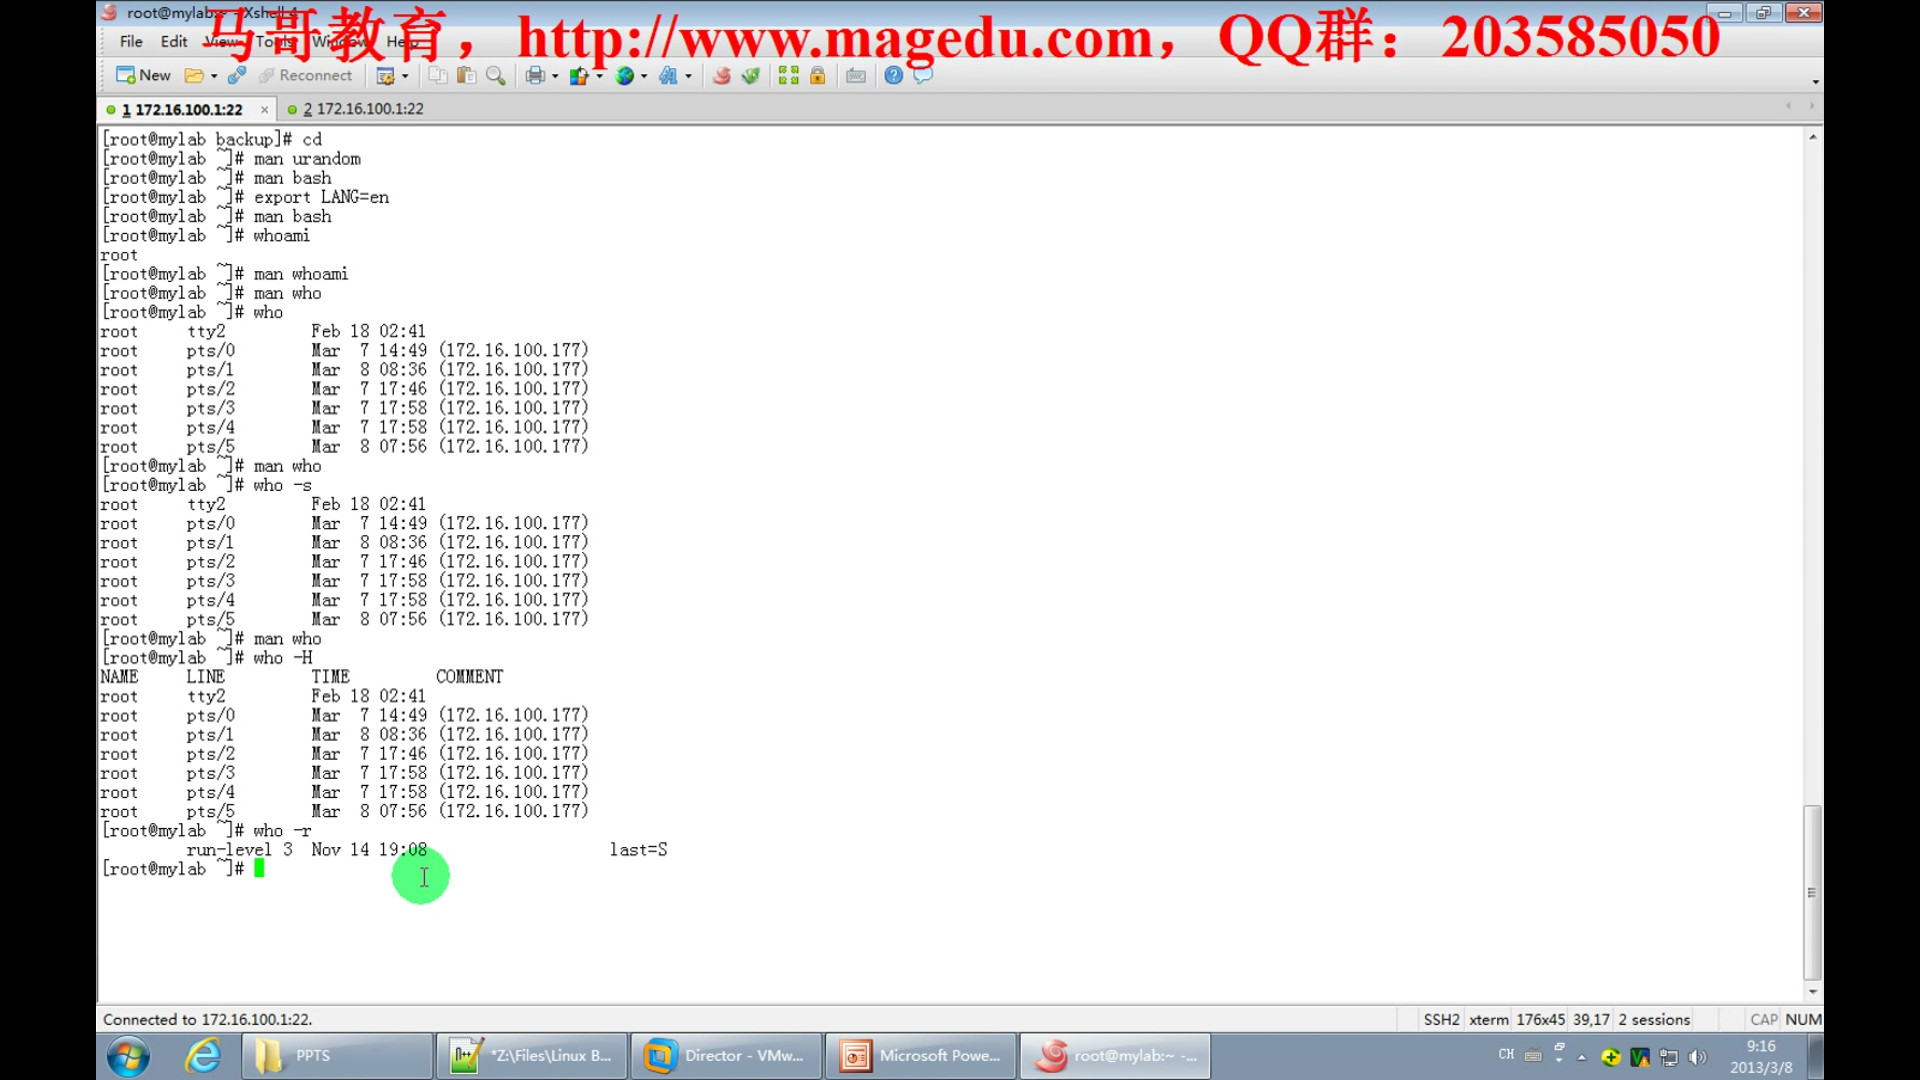 root@mylab:~ - Xshell 4
马哥教育，http://www.magedu.com，QQ群：203585050
File Edit View Tools Window Help
New Reconnect
1 172.16.100.1:22 × 2 172.16.100.1:22
[root@mylab backup]# cd
[root@mylab ~]# man urandom
[root@mylab ~]# man bash
[root@mylab ~]# export LANG=en
[root@mylab ~]# man bash
[root@mylab ~]# whoami
root
[root@mylab ~]# man whoami
[root@mylab ~]# man who
[root@mylab ~]# who
root     tty2         Feb 18 02:41
root     pts/0        Mar  7 14:49 (172.16.100.177)
root     pts/1        Mar  8 08:36 (172.16.100.177)
root     pts/2        Mar  7 17:46 (172.16.100.177)
root     pts/3        Mar  7 17:58 (172.16.100.177)
root     pts/4        Mar  7 17:58 (172.16.100.177)
root     pts/5        Mar  8 07:56 (172.16.100.177)
[root@mylab ~]# man who
[root@mylab ~]# who -s
root     tty2         Feb 18 02:41
root     pts/0        Mar  7 14:49 (172.16.100.177)
root     pts/1        Mar  8 08:36 (172.16.100.177)
root     pts/2        Mar  7 17:46 (172.16.100.177)
root     pts/3        Mar  7 17:58 (172.16.100.177)
root     pts/4        Mar  7 17:58 (172.16.100.177)
root     pts/5        Mar  8 07:56 (172.16.100.177)
[root@mylab ~]# man who
[root@mylab ~]# who -H
NAME     LINE         TIME         COMMENT
root     tty2         Feb 18 02:41
root     pts/0        Mar  7 14:49 (172.16.100.177)
root     pts/1        Mar  8 08:36 (172.16.100.177)
root     pts/2        Mar  7 17:46 (172.16.100.177)
root     pts/3        Mar  7 17:58 (172.16.100.177)
root     pts/4        Mar  7 17:58 (172.16.100.177)
root     pts/5        Mar  8 07:56 (172.16.100.177)
[root@mylab ~]# who -r
         run-level 3  Nov 14 19:08                   last=S
[root@mylab ~]#
Connected to 172.16.100.1:22. SSH2 xterm 176x45 39,17 2 sessions CAP NUM
PPTS *Z:\Files\Linux B... Director - VMw... Microsoft Powe... root@mylab:~ -... CH 9:16
2013/3/8